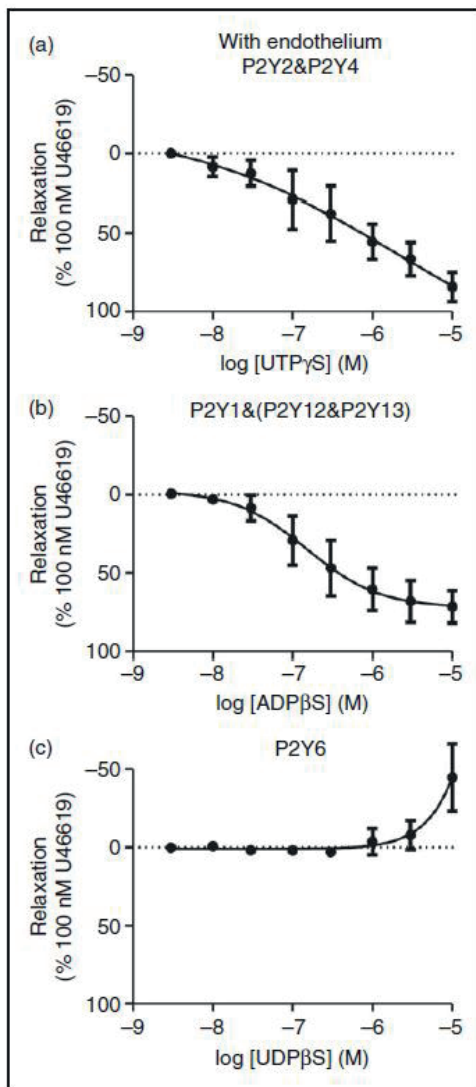 (a)
With endothelium
P2Y2&P2Y4
Relaxation
(% 100 nM U46619)
–50
0
50
100
–9
–8
–7
–6
–5
log [UTPγS] (M)
(b)
P2Y1&(P2Y12&P2Y13)
Relaxation
(% 100 nM U46619)
–50
0
50
100
–9
–8
–7
–6
–5
log [ADPβS] (M)
(c)
P2Y6
Relaxation
(% 100 nM U46619)
–50
0
50
100
–9
–8
–7
–6
–5
log [UDPβS] (M)